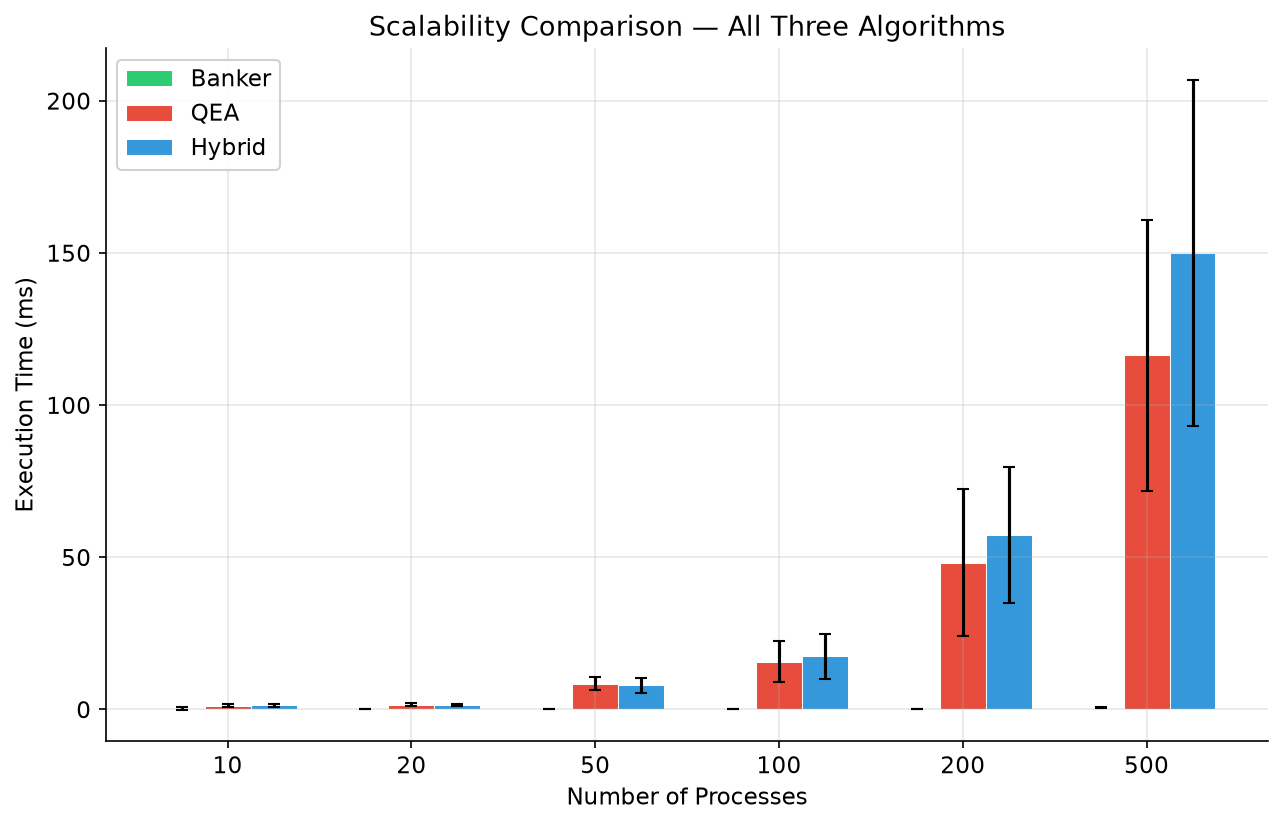 Scalability Comparison — All Three Algorithms
Banker
QEA
Hybrid
Execution Time (ms)
200
150
100
50
0
10 20 50 100 200 500
Number of Processes